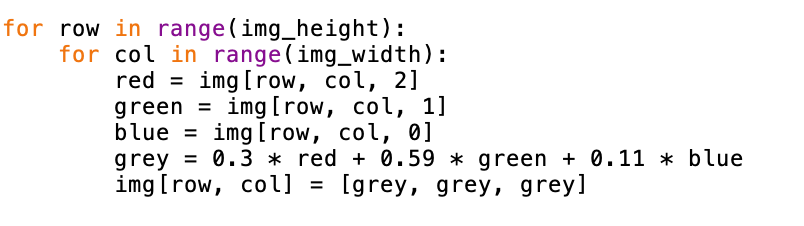 for row in range(img_height):
    for col in range(img_width):
        red = img[row, col, 2]
        green = img[row, col, 1]
        blue = img[row, col, 0]
        grey = 0.3 * red + 0.59 * green + 0.11 * blue
        img[row, col] = [grey, grey, grey]